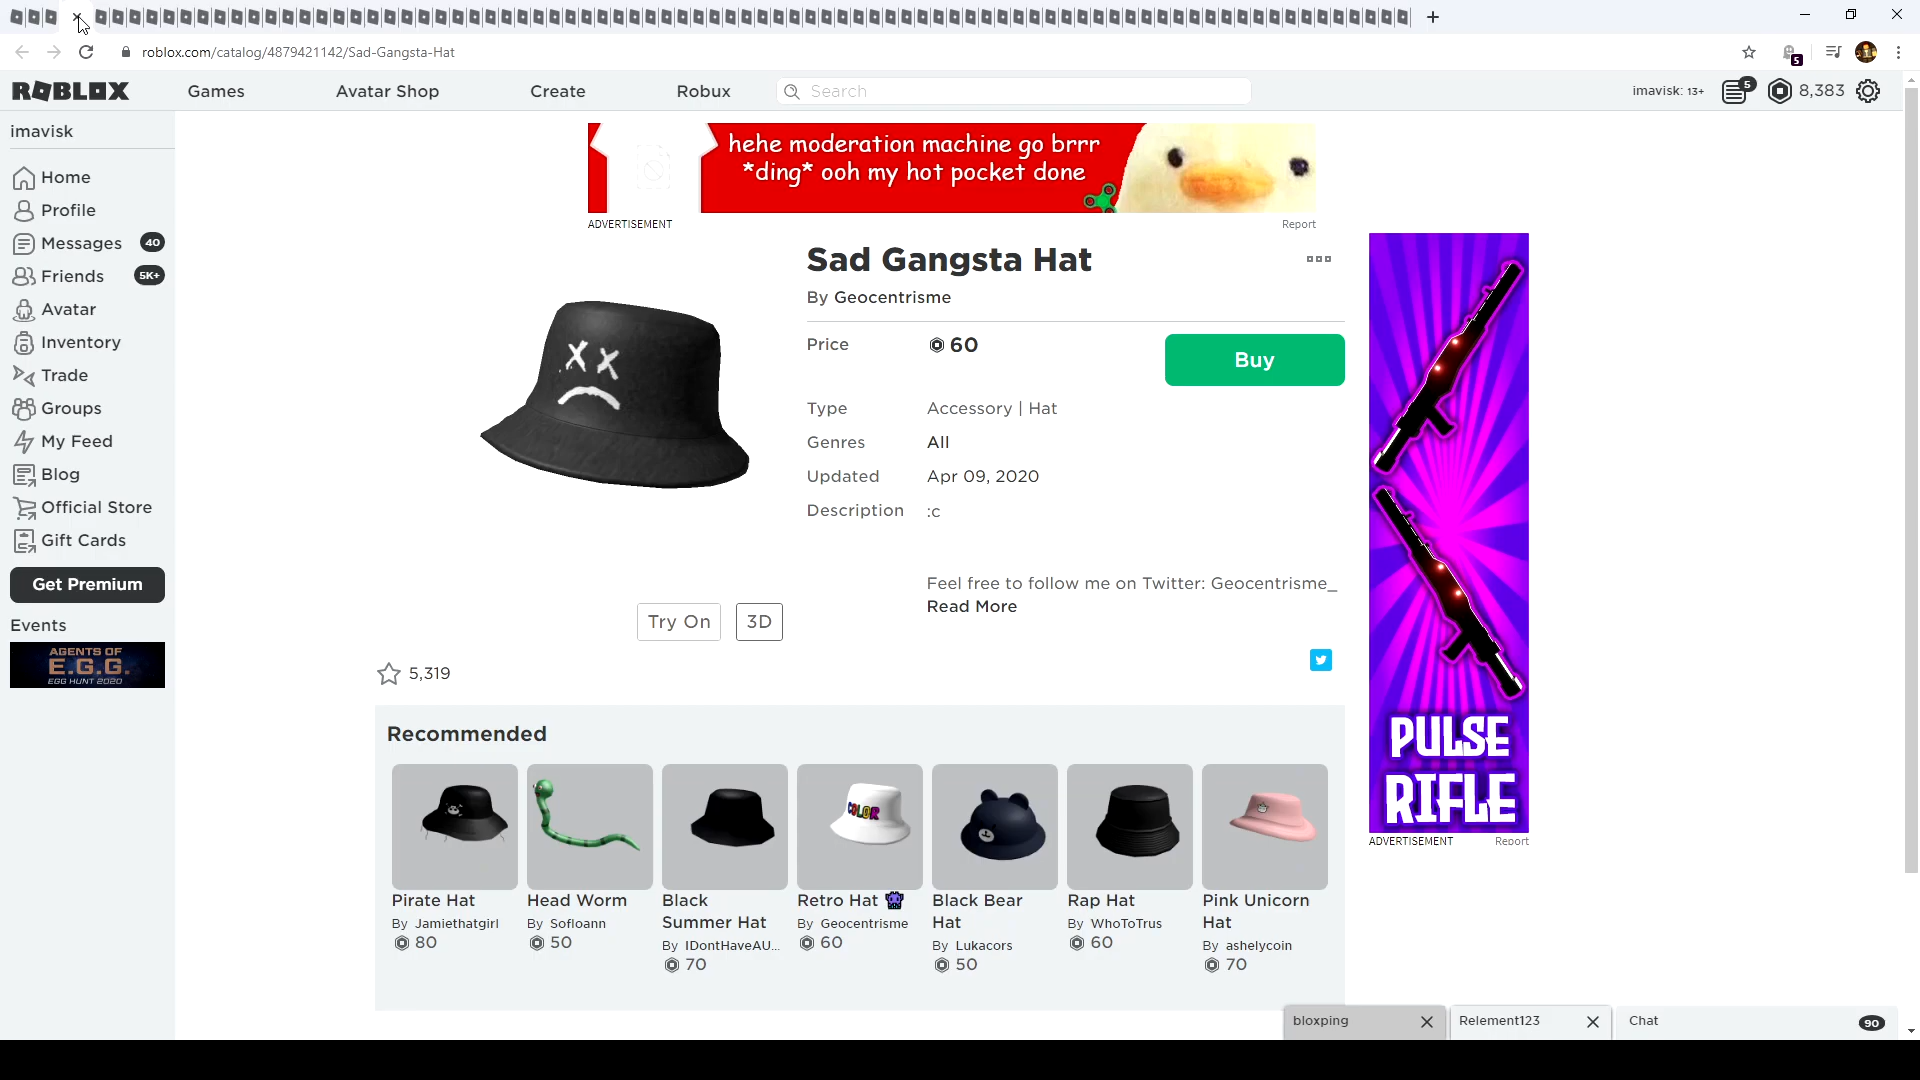 roblox.com/catalog/4879421142/Sad-Gangsta-Hat
5
ROBLOX
Games
Avatar Shop
Create
Robux
Search
imavisk: 13+
5
8,383
imavisk
Home
Profile
Messages
40
Friends
5K+
Avatar
Inventory
Trade
Groups
My Feed
Blog
Official Store
Gift Cards
Get Premium
Events
AGENTS OF
E.G.G.
EGG HUNT 2020
hehe moderation machine go brrr
*ding* ooh my hot pocket done
ADVERTISEMENT
Report
Sad Gangsta Hat
By Geocentrisme
Price
60
Buy
Type
Accessory | Hat
Genres
All
Updated
Apr 09, 2020
Description
:c
Feel free to follow me on Twitter: Geocentrisme_
Read More
XX
Try On
3D
5,319
PULSE
RIFLE
ADVERTISEMENT
Report
Recommended
COLOR
Pirate Hat
By Jamiethatgirl
80
Head Worm
By Sofloann
50
Black
Summer Hat
By IDontHaveAU...
70
Retro Hat
By Geocentrisme
60
Black Bear
Hat
By Lukacors
50
Rap Hat
By WhoToTrus
60
Pink Unicorn
Hat
By ashelycoin
70
bloxping
Relement123
Chat
90